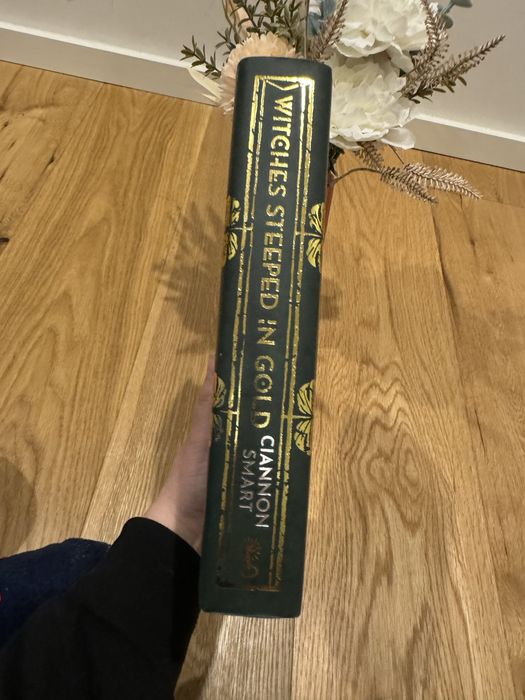 WITCHES STEEPED IN GOLD
CIANNON
SMART